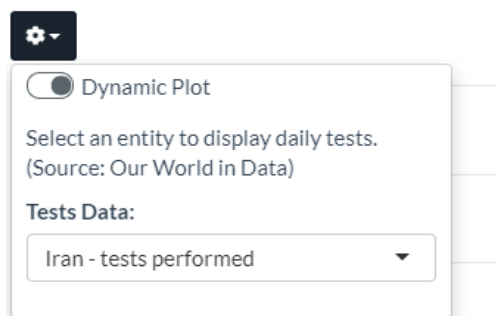 Dynamic Plot
Select an entity to display daily tests.
(Source: Our World in Data)
Tests Data:
Iran - tests performed